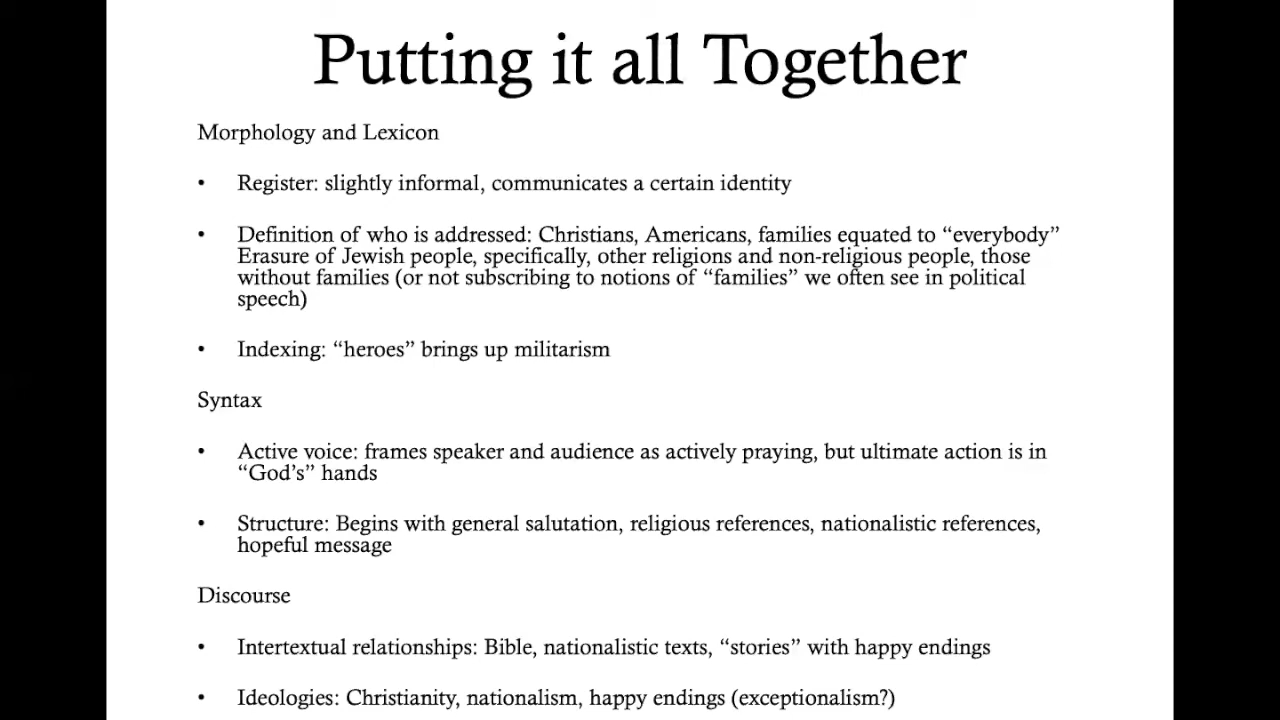 Putting it all Together
Morphology and Lexicon
• Register: slightly informal, communicates a certain identity
• Definition of who is addressed: Christians, Americans, families equated to “everybody”
Erasure of Jewish people, specifically, other religions and non-religious people, those
without families (or not subscribing to notions of “families” we often see in political
speech)
• Indexing: “heroes” brings up militarism
Syntax
• Active voice: frames speaker and audience as actively praying, but ultimate action is in
“God’s” hands
• Structure: Begins with general salutation, religious references, nationalistic references,
hopeful message
Discourse
• Intertextual relationships: Bible, nationalistic texts, “stories” with happy endings
• Ideologies: Christianity, nationalism, happy endings (exceptionalism?)